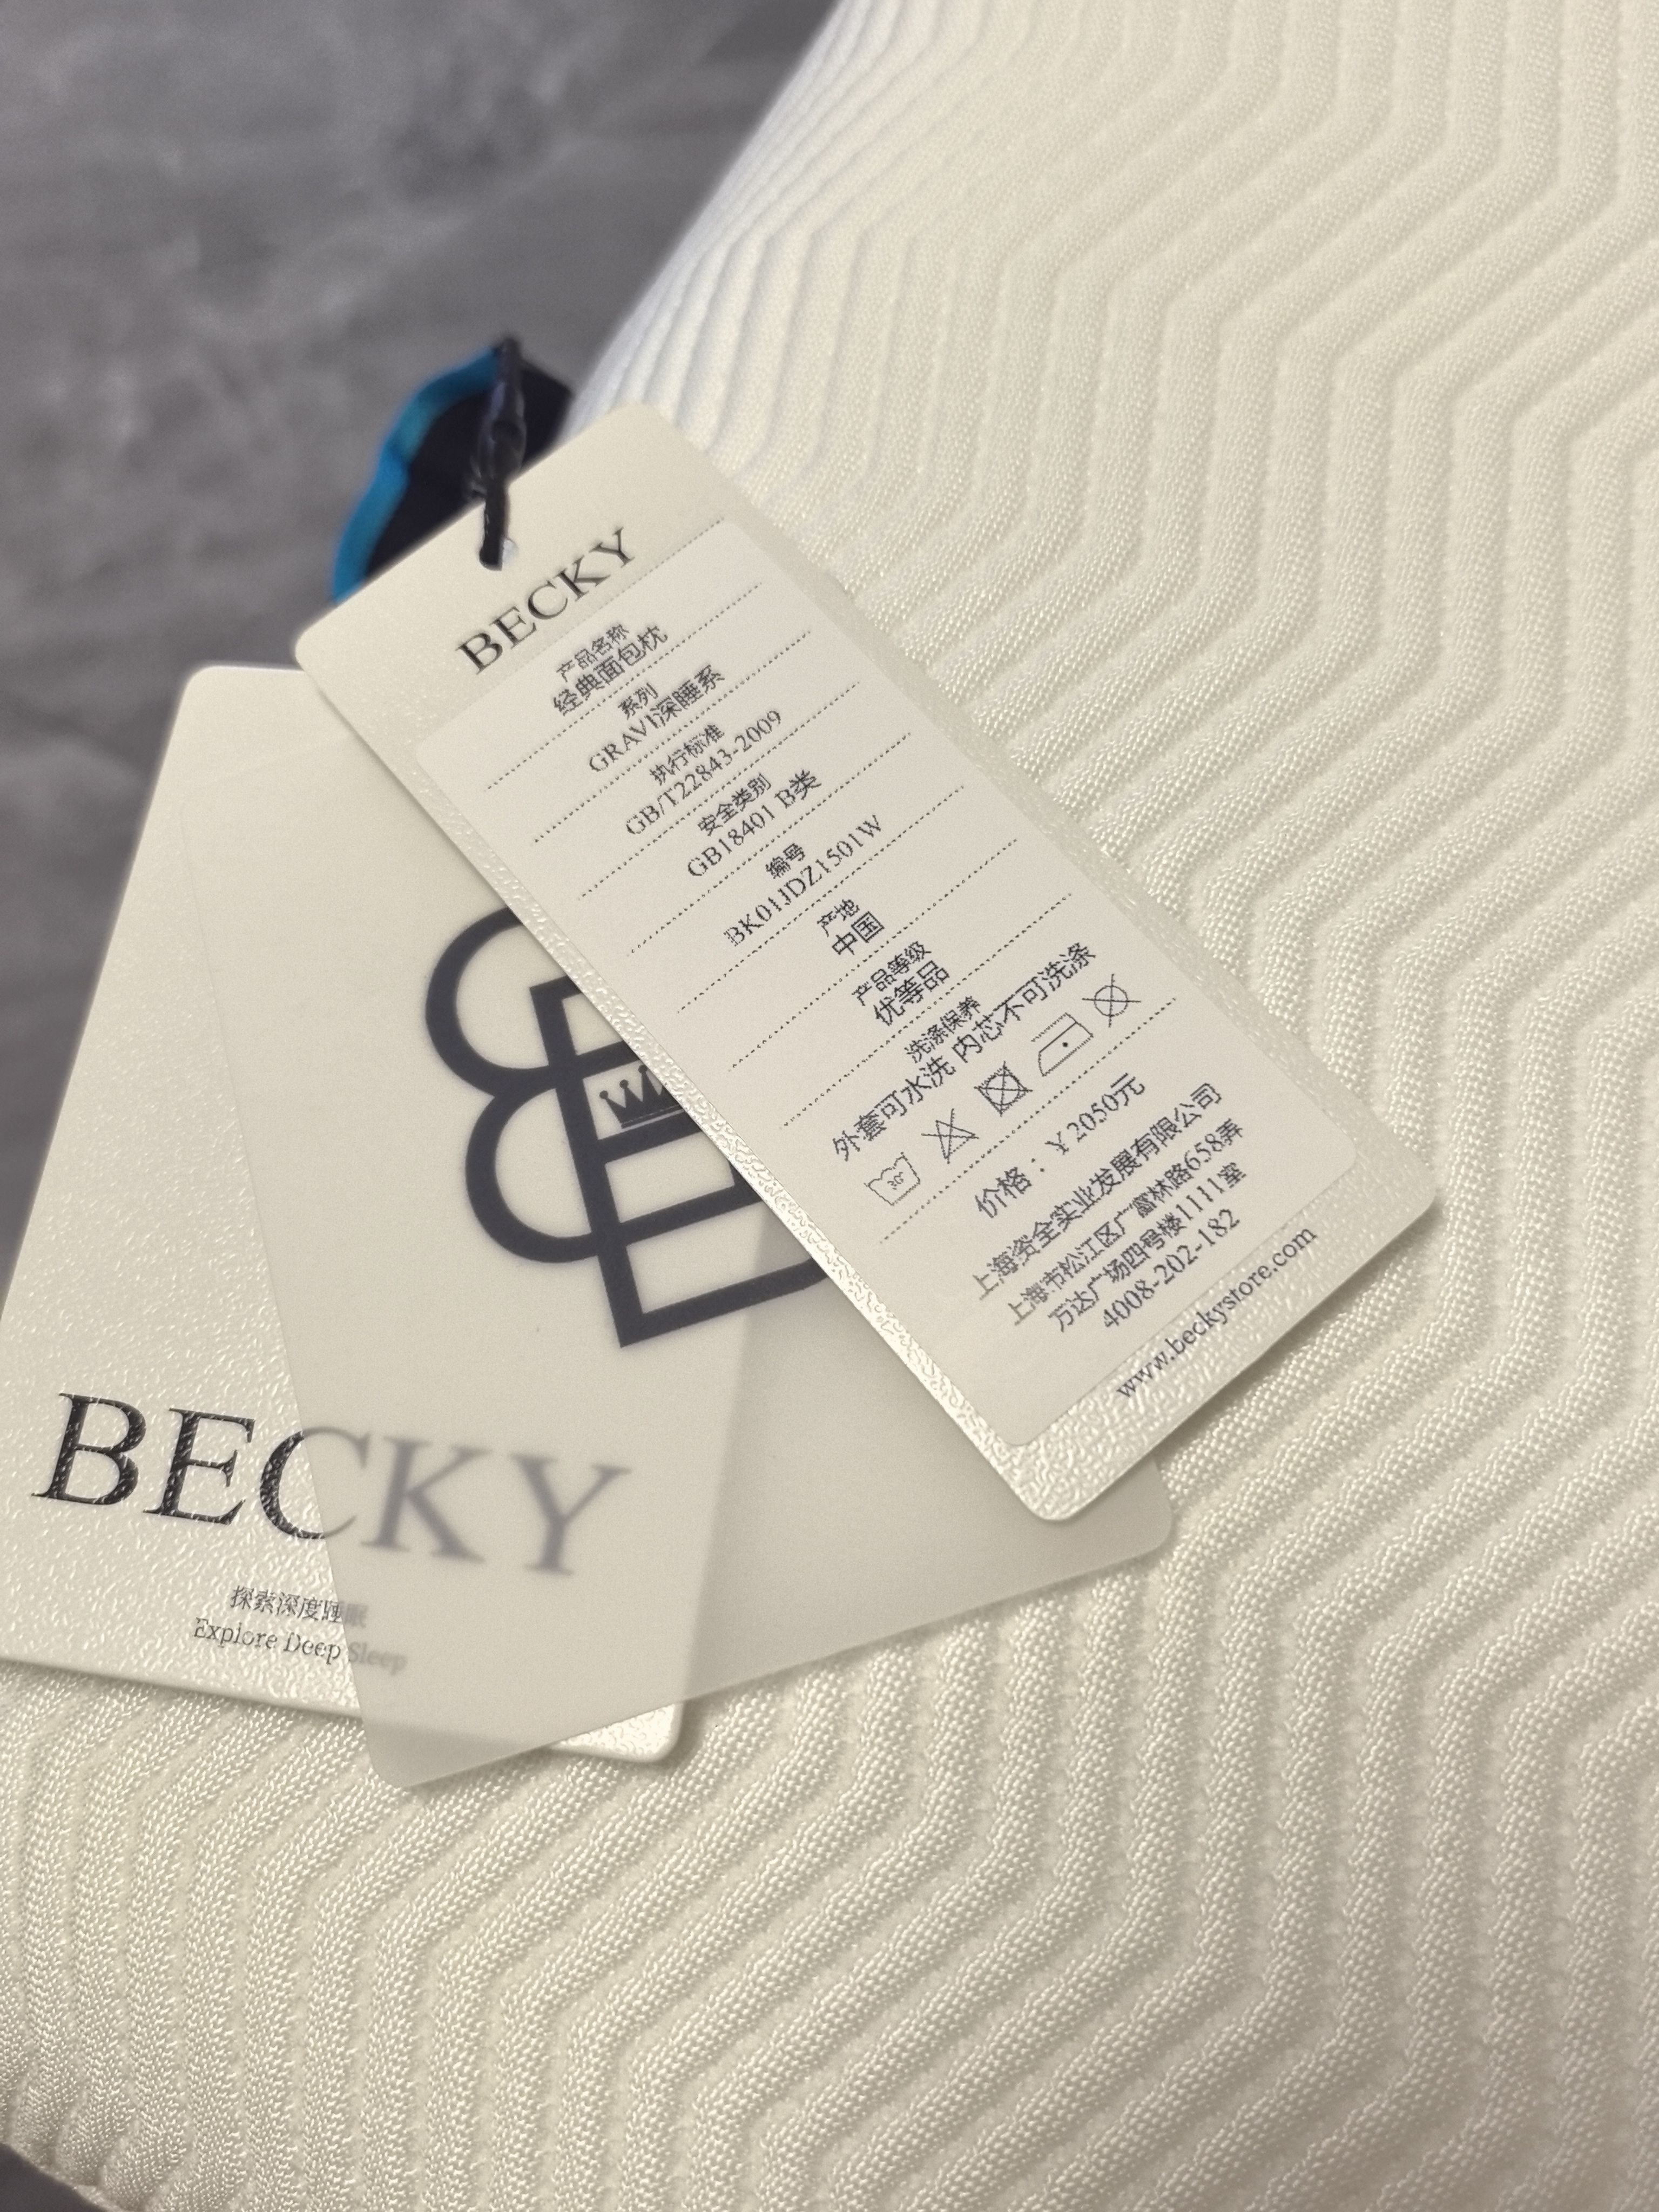 BECKY
产品名称
经典面包枕
系列
GRAVI深睡系
执行标准
GB/T22843-2009
安全类别
GB18401 B类
编号
BK01JDZ1501W
产地
中国
产品等级
优等品
洗涤保养
外套可水洗 内芯不可洗涤
30°
价格：Y2050元
上海资全实业发展有限公司
上海市松江区广富林路658弄
万达广场四号楼1111室
4008-202-182
www.beckystore.com
BECKY
探索深度睡眠
Explore Deep Sleep